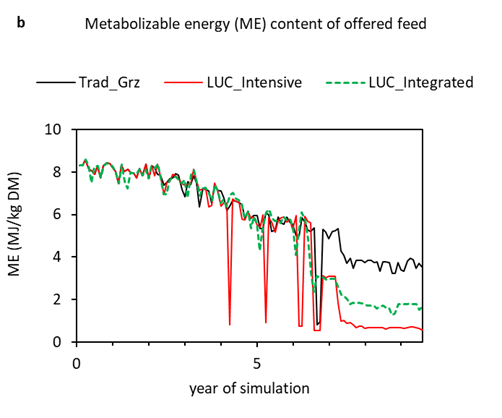 b Metabolizable energy (ME) content of offered feed
Trad_Grz LUC_Intensive LUC_Integrated
10
8
6
4
2
0
ME (MJ/kg DM)
0 5
year of simulation